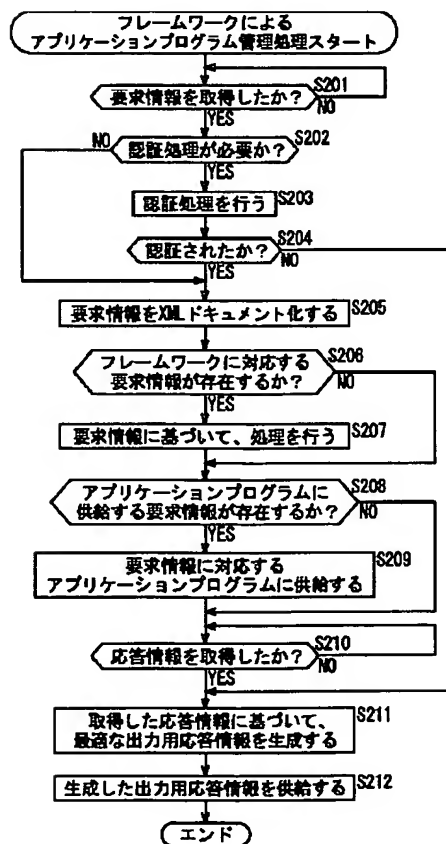 フレームワークによる
アプリケーションプログラム管理処理スタート
要求情報を取得したか?
S201
NO
YES
NO
認証処理が必要か?
S202
YES
認証処理を行う
S203
認証されたか?
S204
NO
YES
要求情報をXMLドキュメント化する
S205
フレームワークに対応する
要求情報が存在するか?
S206
NO
YES
要求情報に基づいて、処理を行う
S207
アプリケーションプログラムに
供給する要求情報が存在するか?
S208
NO
YES
要求情報に対応する
アプリケーションプログラムに供給する
S209
応答情報を取得したか?
S210
NO
YES
取得した応答情報に基づいて、
最適な出力用応答情報を生成する
S211
生成した出力用応答情報を供給する
S212
エンド